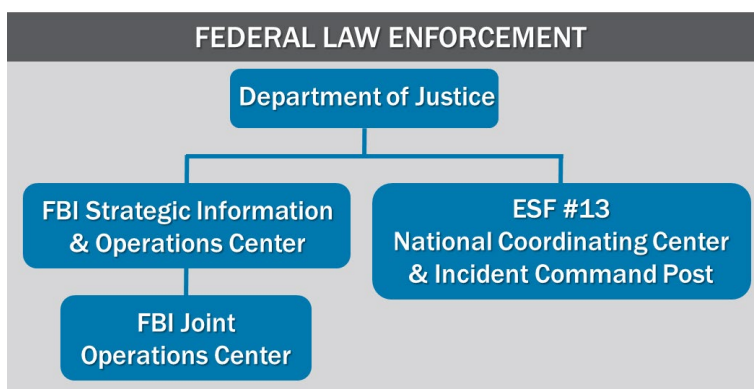 FEDERAL LAW ENFORCEMENT
Department of Justice
FBI Strategic Information
& Operations Center
ESF #13
National Coordinating Center
& Incident Command Post
FBI Joint
Operations Center